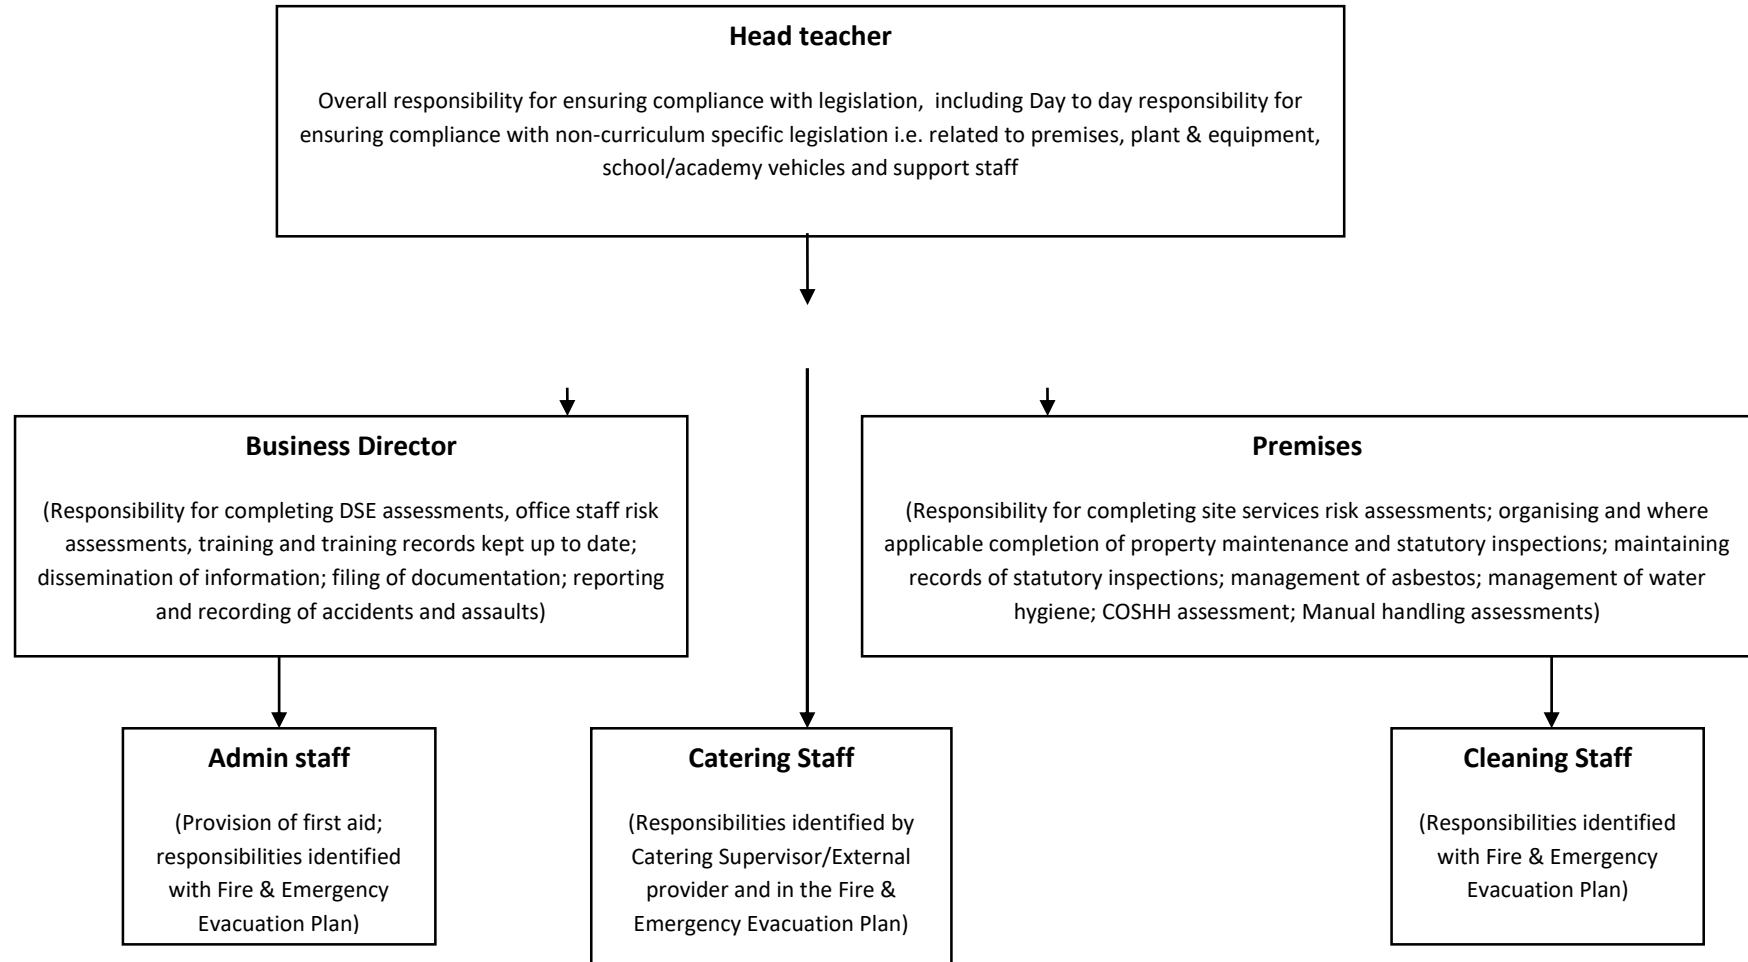 Head teacher
Overall responsibility for ensuring compliance with legislation,  including Day to day responsibility for
ensuring compliance with non-curriculum specific legislation i.e. related to premises, plant & equipment,
school/academy vehicles and support staff
Business Director
(Responsibility for completing DSE assessments, office staff risk
assessments, training and training records kept up to date;
dissemination of information; filing of documentation; reporting
and recording of accidents and assaults)
Premises
(Responsibility for completing site services risk assessments; organising and where
applicable completion of property maintenance and statutory inspections; maintaining
records of statutory inspections; management of asbestos; management of water
hygiene; COSHH assessment; Manual handling assessments)
Admin staff
(Provision of first aid;
responsibilities identified
with Fire & Emergency
Evacuation Plan)
Catering Staff
(Responsibilities identified by
Catering Supervisor/External
provider and in the Fire &
Emergency Evacuation Plan)
Cleaning Staff
(Responsibilities identified
with Fire & Emergency
Evacuation Plan)